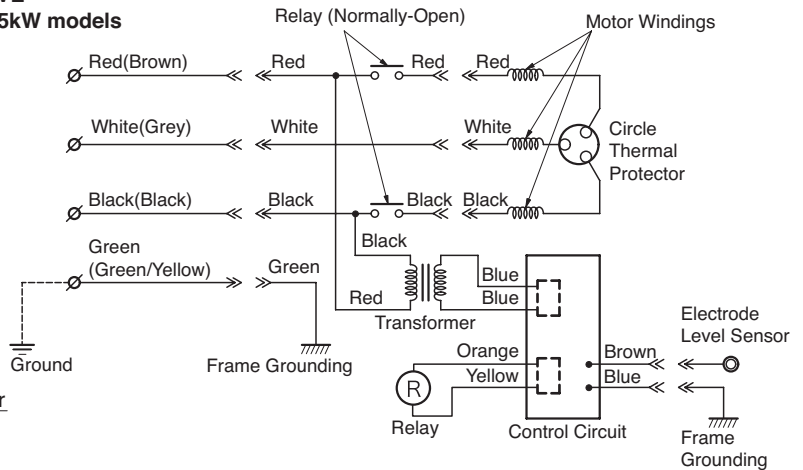 5kW models
Relay (Normally-Open)
Motor Windings
Red(Brown)
Red
Red
Red
White(Grey)
White
White
Circle
Thermal
Protector
Black(Black)
Black
Black
Black
Green
(Green/Yellow)
Green
Black
Red
Blue
Blue
Transformer
Electrode
Level Sensor
Ground
Frame Grounding
Orange
Yellow
Brown
Blue
R
Relay
Control Circuit
Frame
Grounding